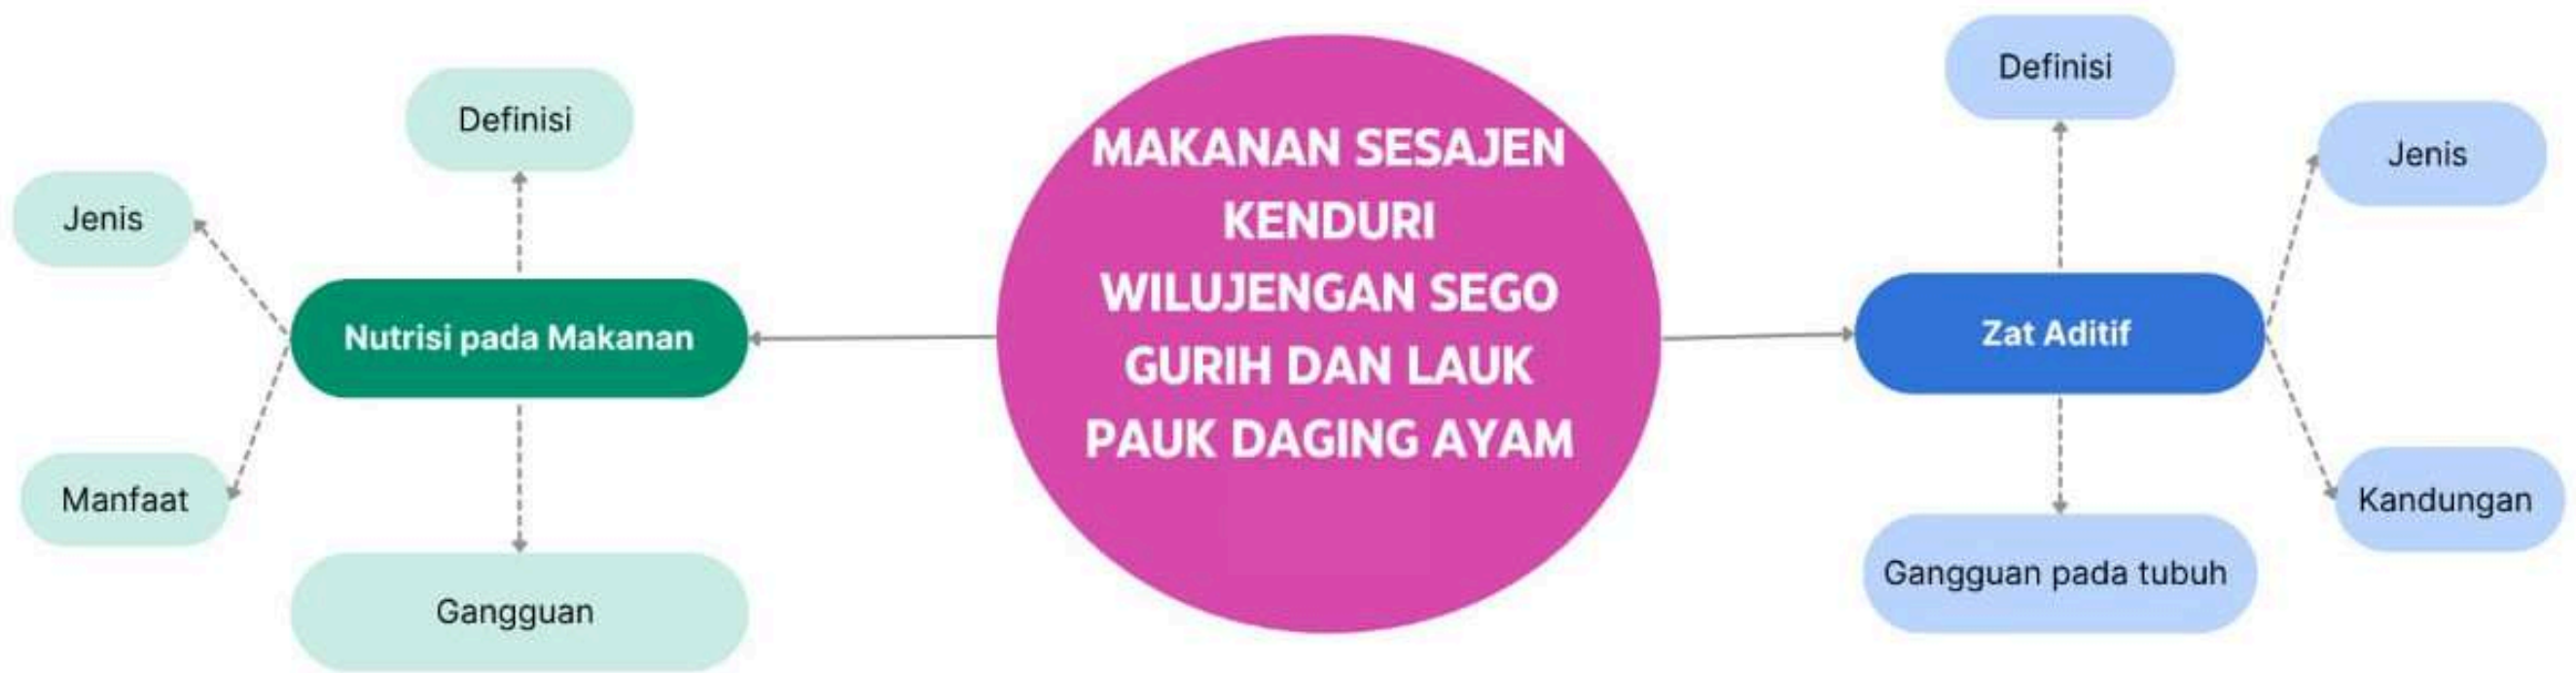 Definisi
Jenis
Nutrisi pada Makanan
Manfaat
Gangguan
MAKANAN SESAJEN
KENDURI
WILUJENGAN SEGO
GURIH DAN LAUK
PAUK DAGING AYAM
Definisi
Jenis
Zat Aditif
Kandungan
Gangguan pada tubuh